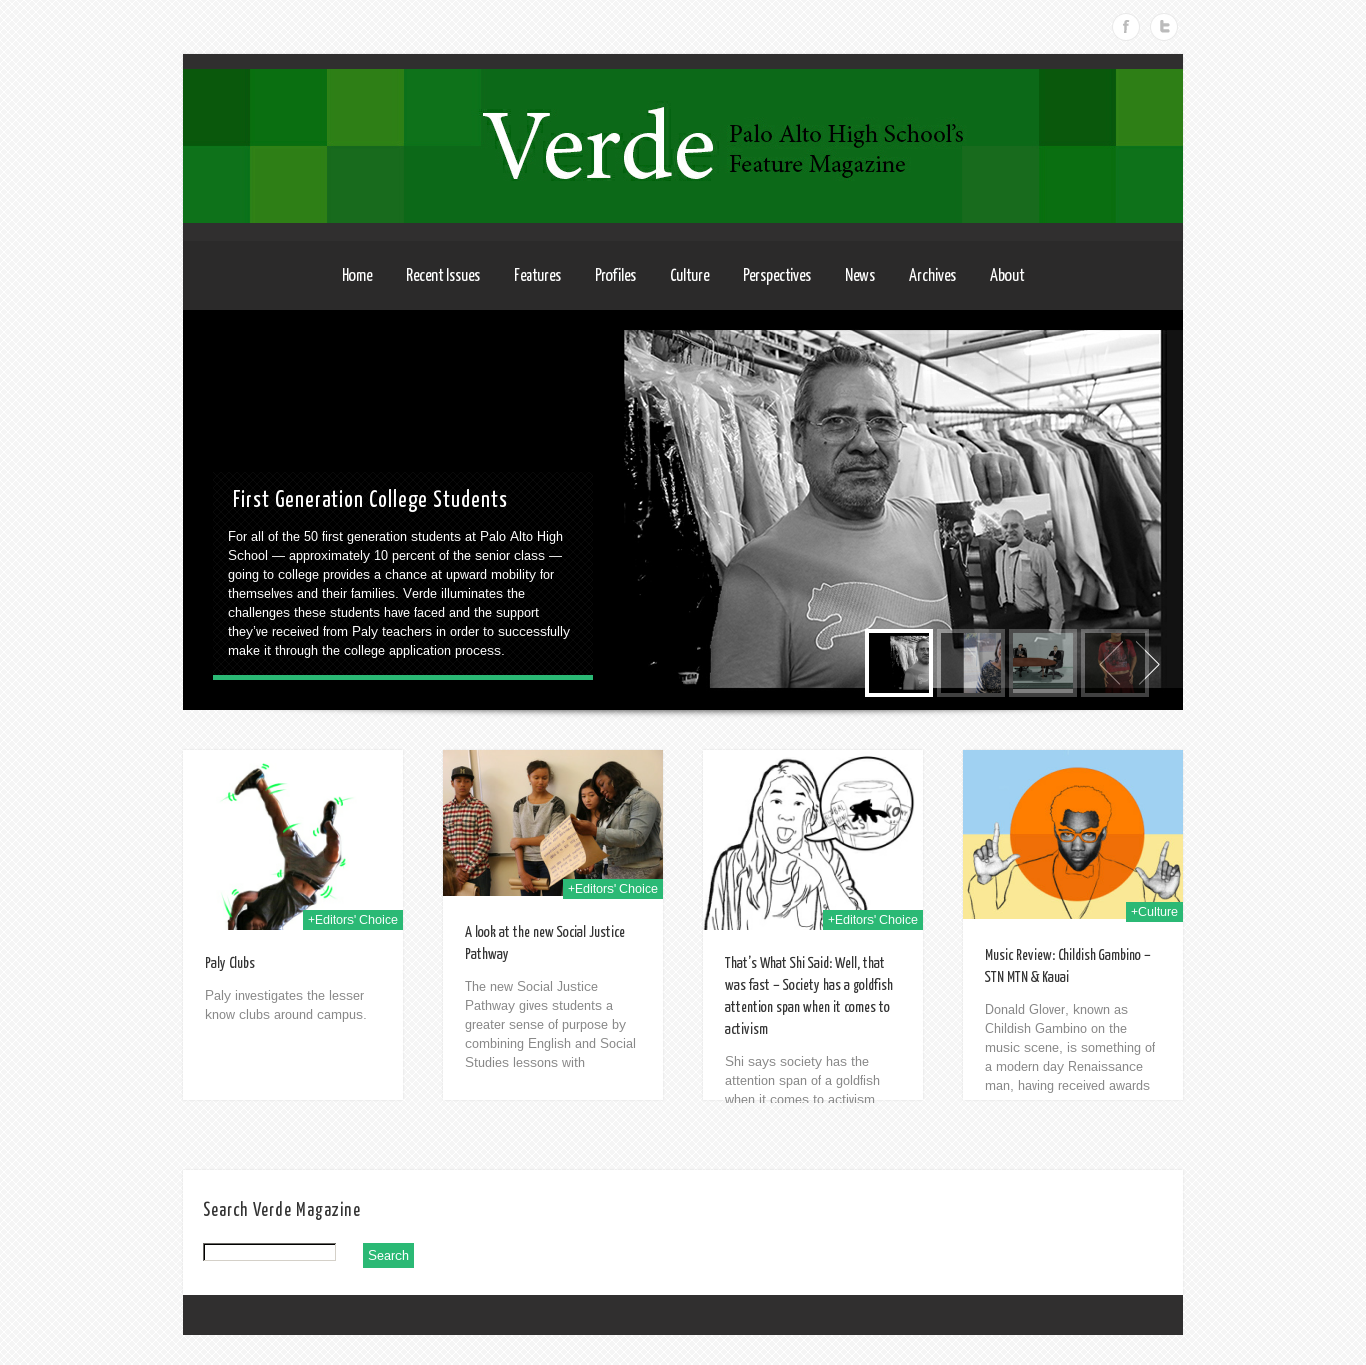 Verde
Palo Alto High School's
Feature Magazine
Home Recent Issues Features Profiles Culture Perspectives News Archives About
First Generation College Students
For all of the 50 first generation students at Palo Alto High
School — approximately 10 percent of the senior class —
going to college provides a chance at upward mobility for
themselves and their families. Verde illuminates the
challenges these students have faced and the support
they've received from Paly teachers in order to successfully
make it through the college application process.
+Editors' Choice
Paly Clubs
Paly investigates the lesser
know clubs around campus.
+Editors' Choice
A look at the new Social Justice
Pathway
The new Social Justice
Pathway gives students a
greater sense of purpose by
combining English and Social
Studies lessons with
+Editors' Choice
That's What Shi Said: Well, that
was fast – Society has a goldfish
attention span when it comes to
activism
Shi says society has the
attention span of a goldfish
when it comes to activism
+Culture
Music Review: Childish Gambino –
STN MTN & Kauai
Donald Glover, known as
Childish Gambino on the
music scene, is something of
a modern day Renaissance
man, having received awards
Search Verde Magazine
Search